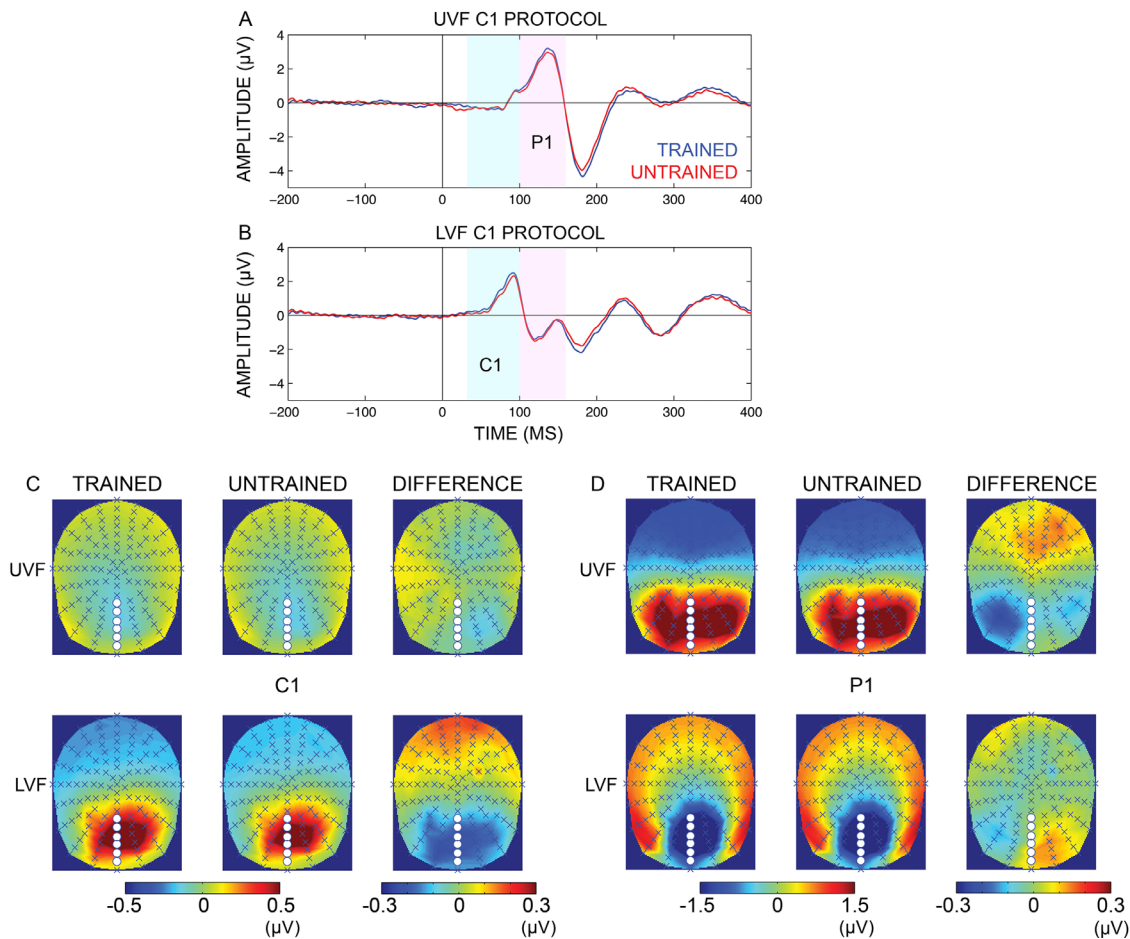 A
UVF C1 PROTOCOL
AMPLITUDE (µV)
4
2
0
−2
−4
P1
TRAINED
UNTRAINED
−200
−100
0
100
200
300
400
B
LVF C1 PROTOCOL
AMPLITUDE (µV)
4
2
0
−2
−4
C1
−200
−100
0
100
200
300
400
TIME (MS)
C
TRAINED
UNTRAINED
DIFFERENCE
UVF
C1
LVF
-0.5
0
0.5
(µV)
-0.3
0
0.3
(µV)
D
TRAINED
UNTRAINED
DIFFERENCE
UVF
P1
LVF
-1.5
0
1.5
(µV)
-0.3
0
0.3
(µV)